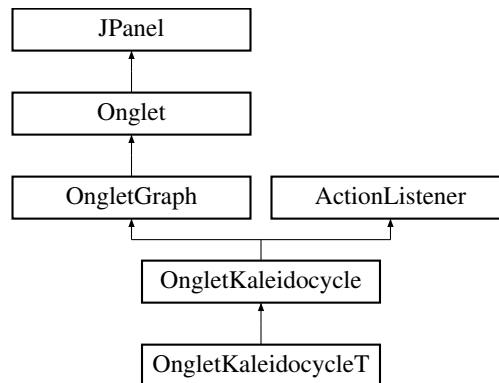 JPanel
Onglet
OngletGraph
ActionListener
OngletKaleidocycle
OngletKaleidocycleT